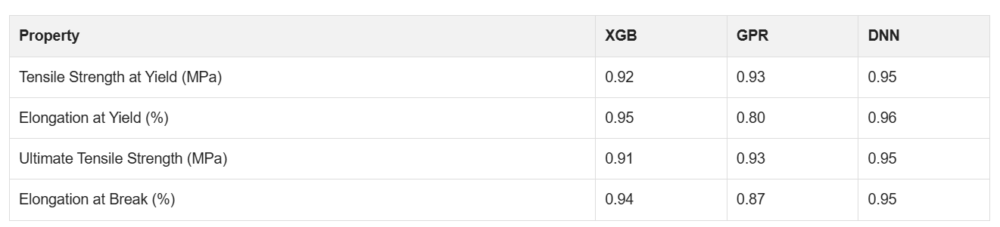 Property XGB GPR DNN
Tensile Strength at Yield (MPa) 0.92 0.93 0.95
Elongation at Yield (%) 0.95 0.80 0.96
Ultimate Tensile Strength (MPa) 0.91 0.93 0.95
Elongation at Break (%) 0.94 0.87 0.95